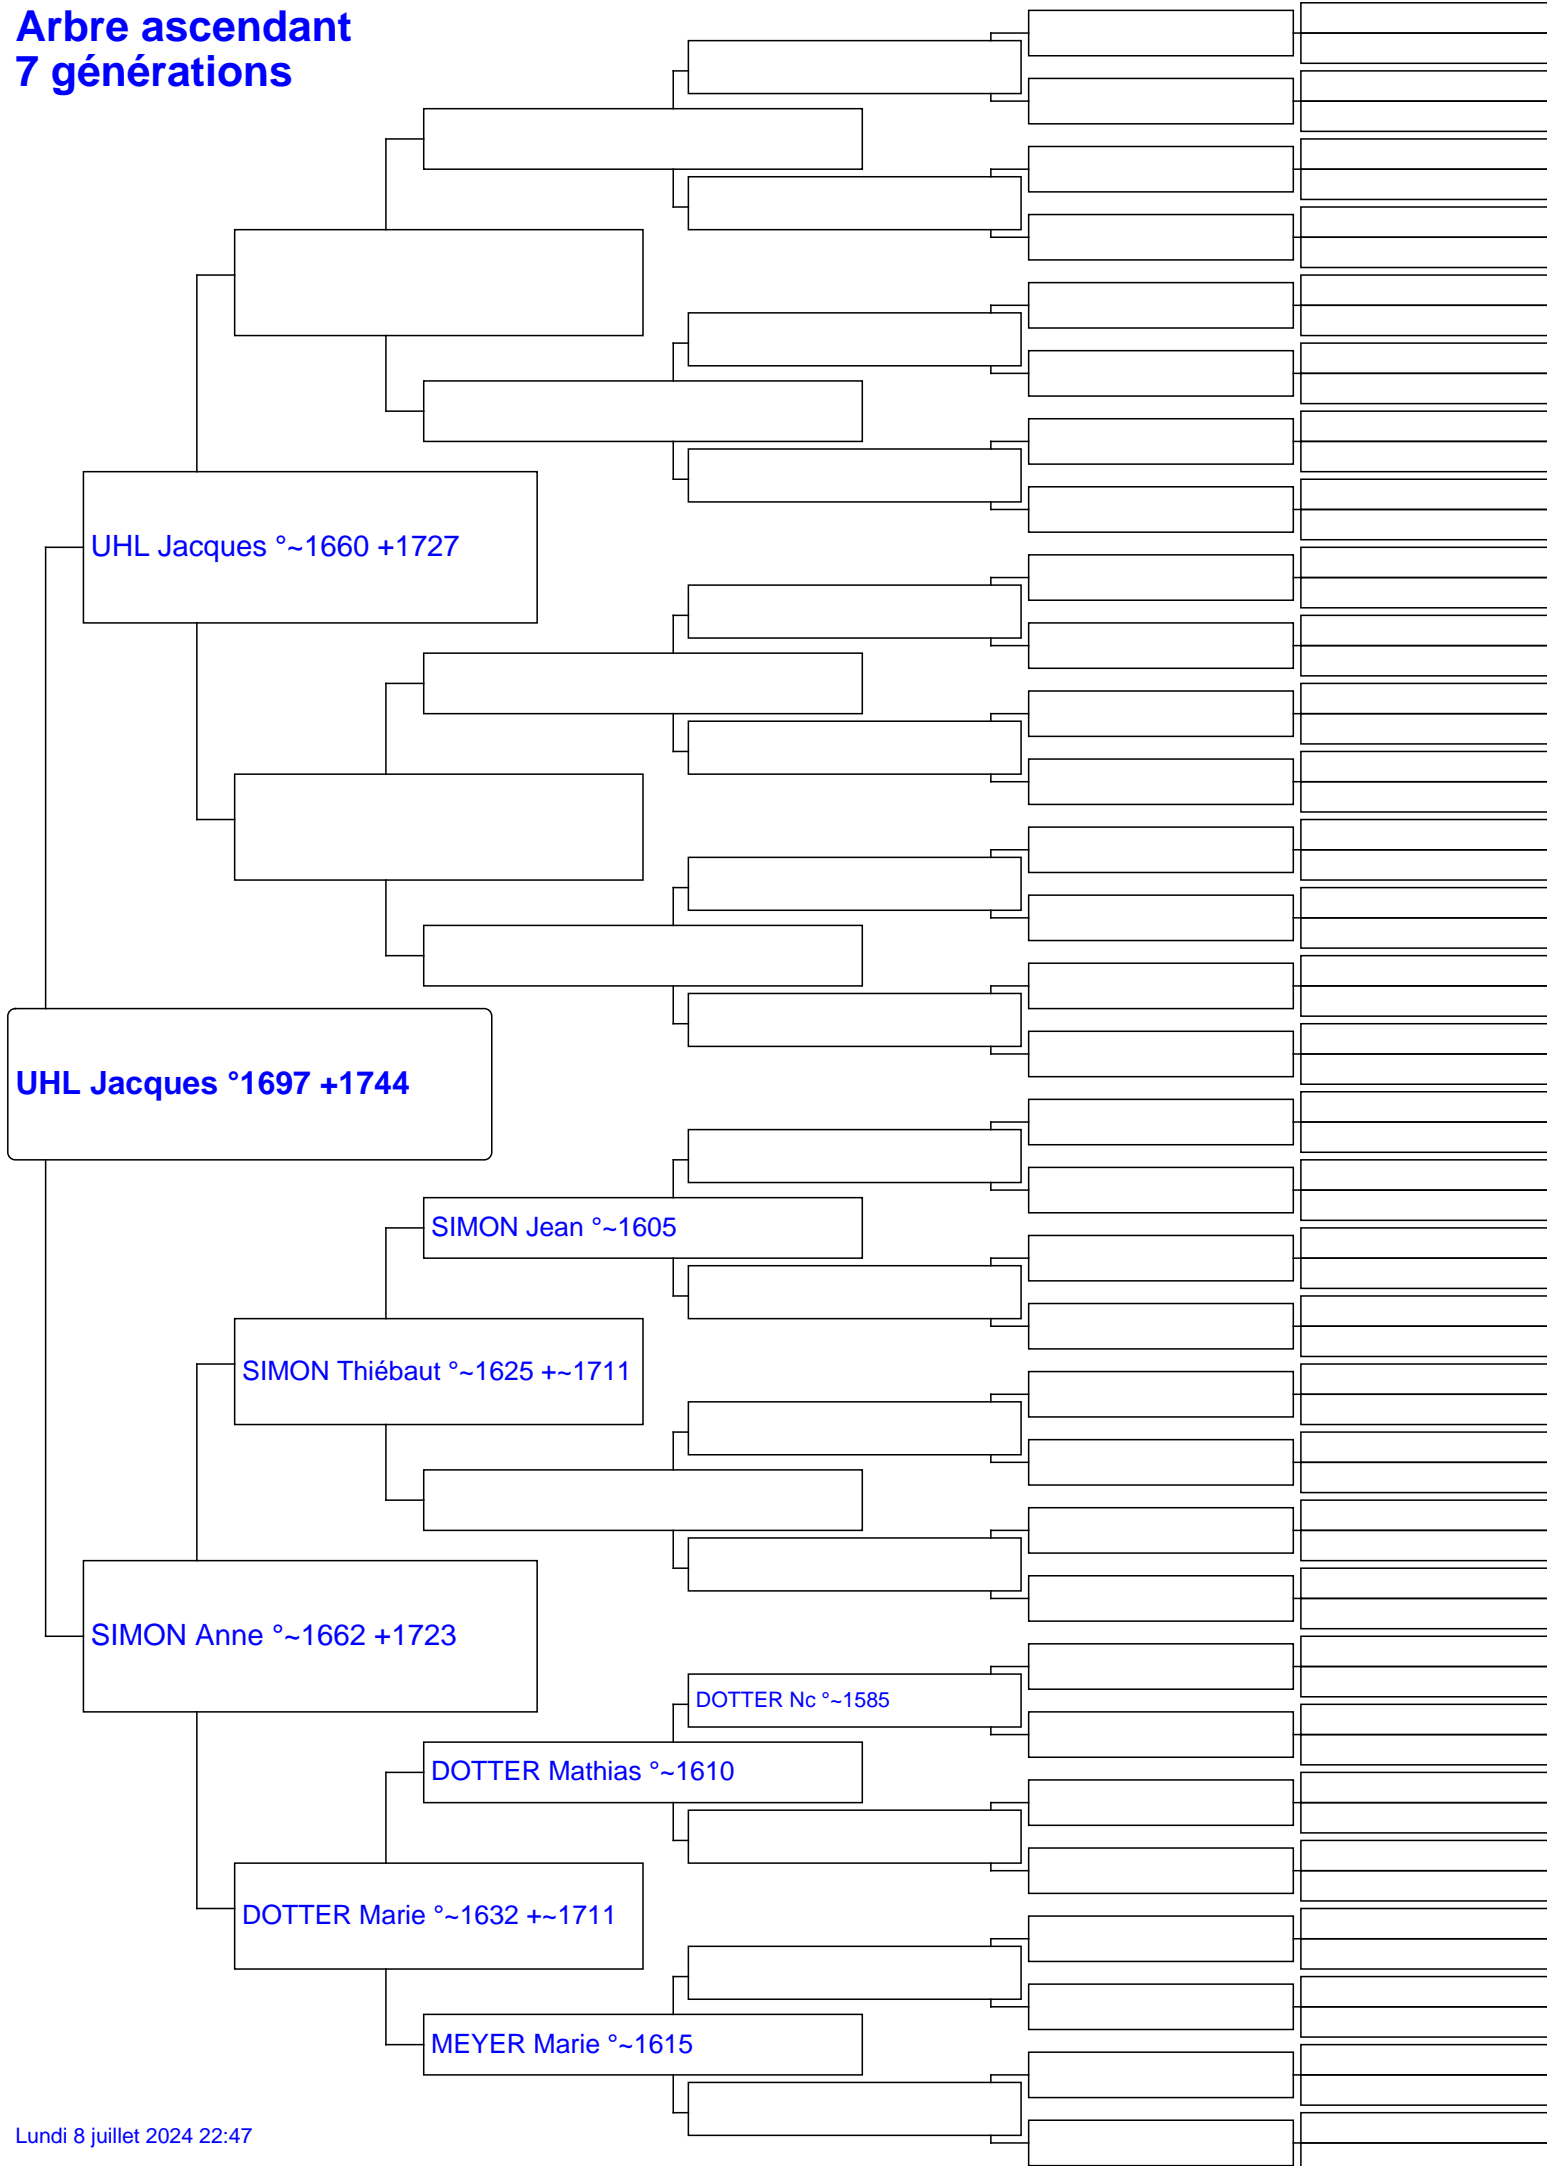 Arbre ascendant
7 générations
UHL Jacques °~1660 +1727
UHL Jacques °1697 +1744
SIMON Jean °~1605
SIMON Thiébaut °~1625 +~1711
SIMON Anne °~1662 +1723
DOTTER Nc °~1585
DOTTER Mathias °~1610
DOTTER Marie °~1632 +~1711
MEYER Marie °~1615
Lundi 8 juillet 2024 22:47